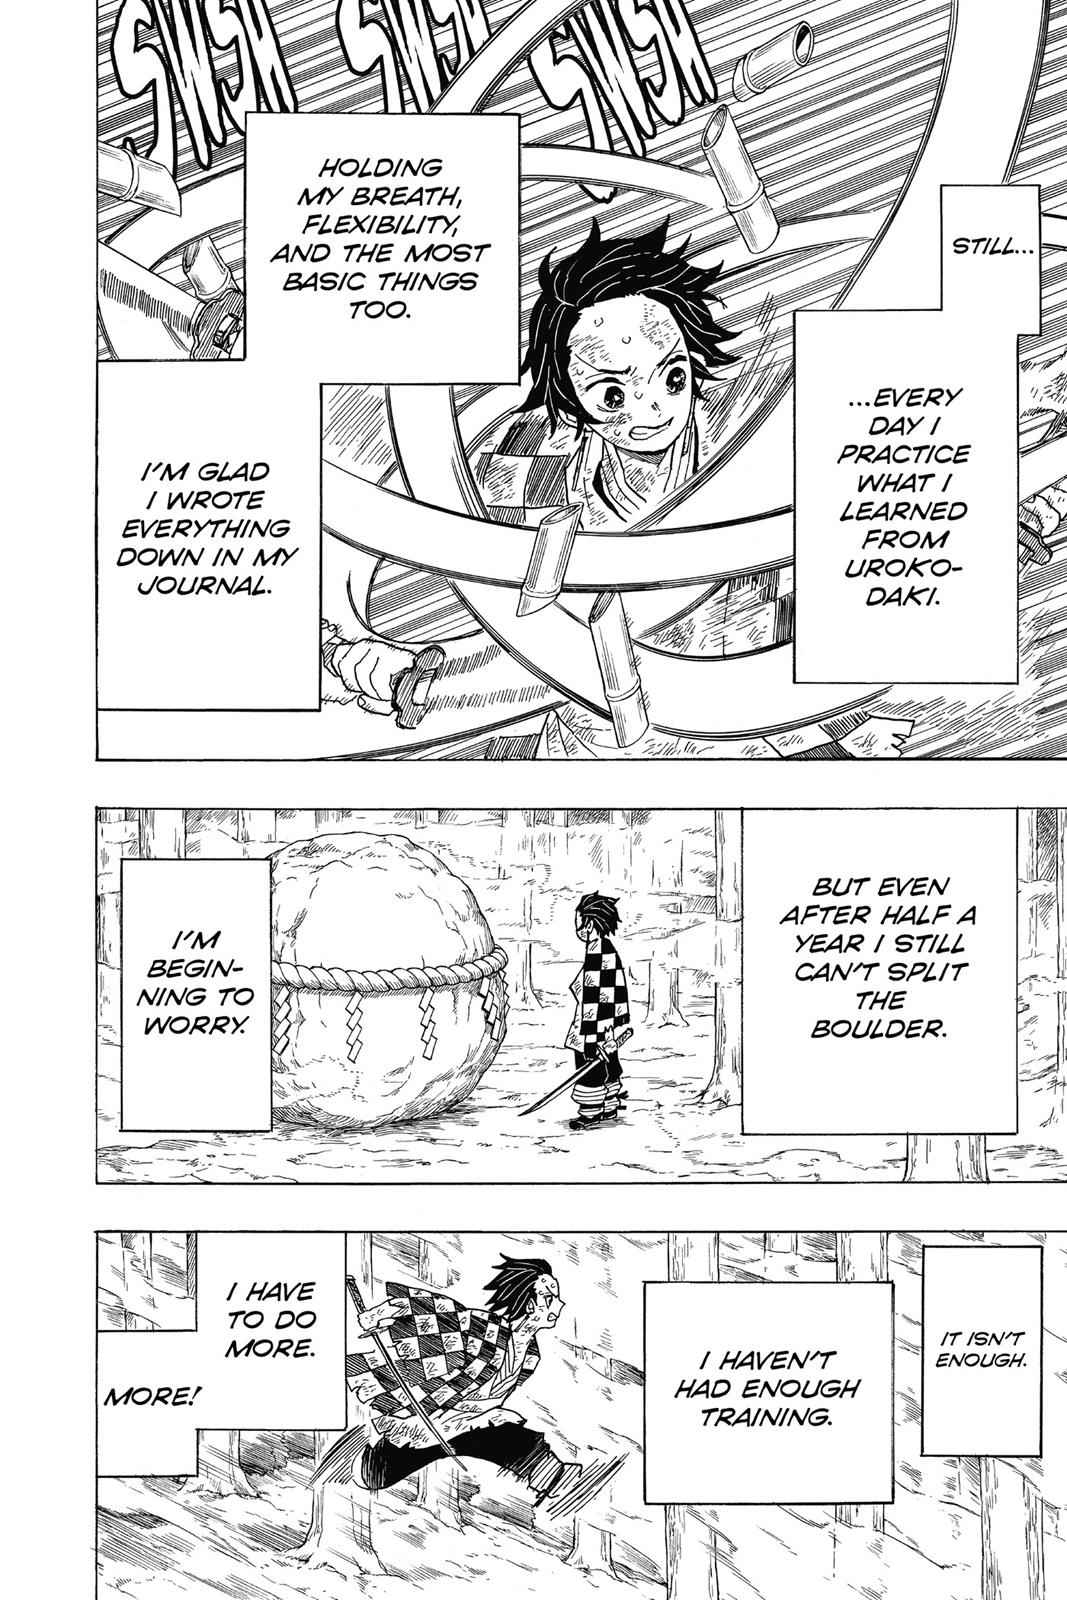 SWSH
SWSH
SWSH
STILL...
...EVERY
DAY I
PRACTICE
WHAT I
LEARNED
FROM
UROKO-
DAKI.
HOLDING
MY BREATH,
FLEXIBILITY,
AND THE MOST
BASIC THINGS
TOO.
I'M GLAD
I WROTE
EVERYTHING
DOWN IN MY
JOURNAL.
BUT EVEN
AFTER HALF A
YEAR I STILL
CAN'T SPLIT
THE
BOULDER.
I'M
BEGIN-
NING TO
WORRY.
IT ISN'T
ENOUGH.
I HAVEN'T
HAD ENOUGH
TRAINING.
I HAVE
TO DO
MORE.
MORE!